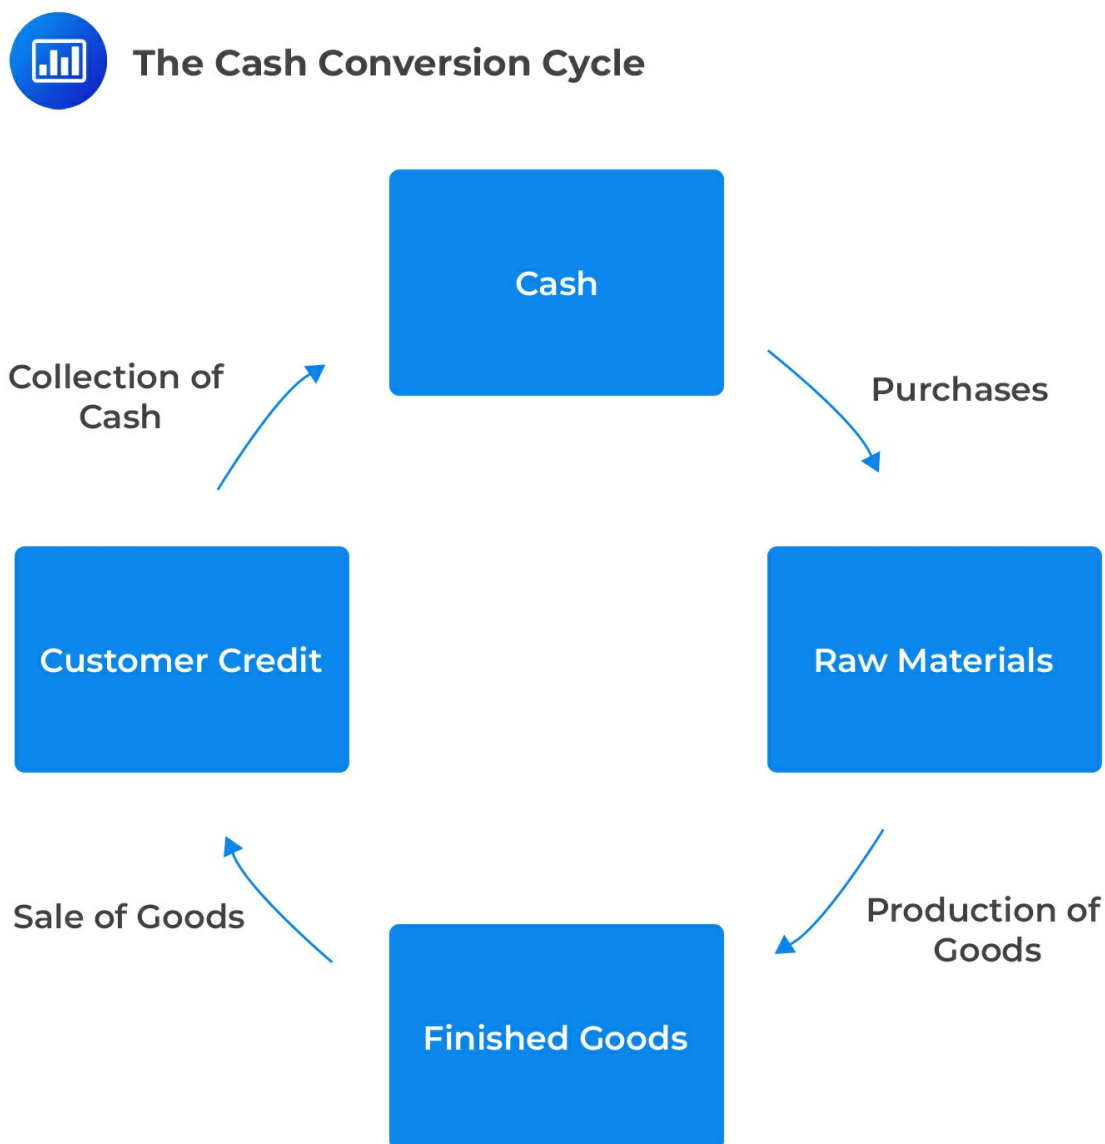 The Cash Conversion Cycle
Cash
Collection of
Cash
Purchases
Customer Credit
Raw Materials
Sale of Goods
Production of
Goods
Finished Goods